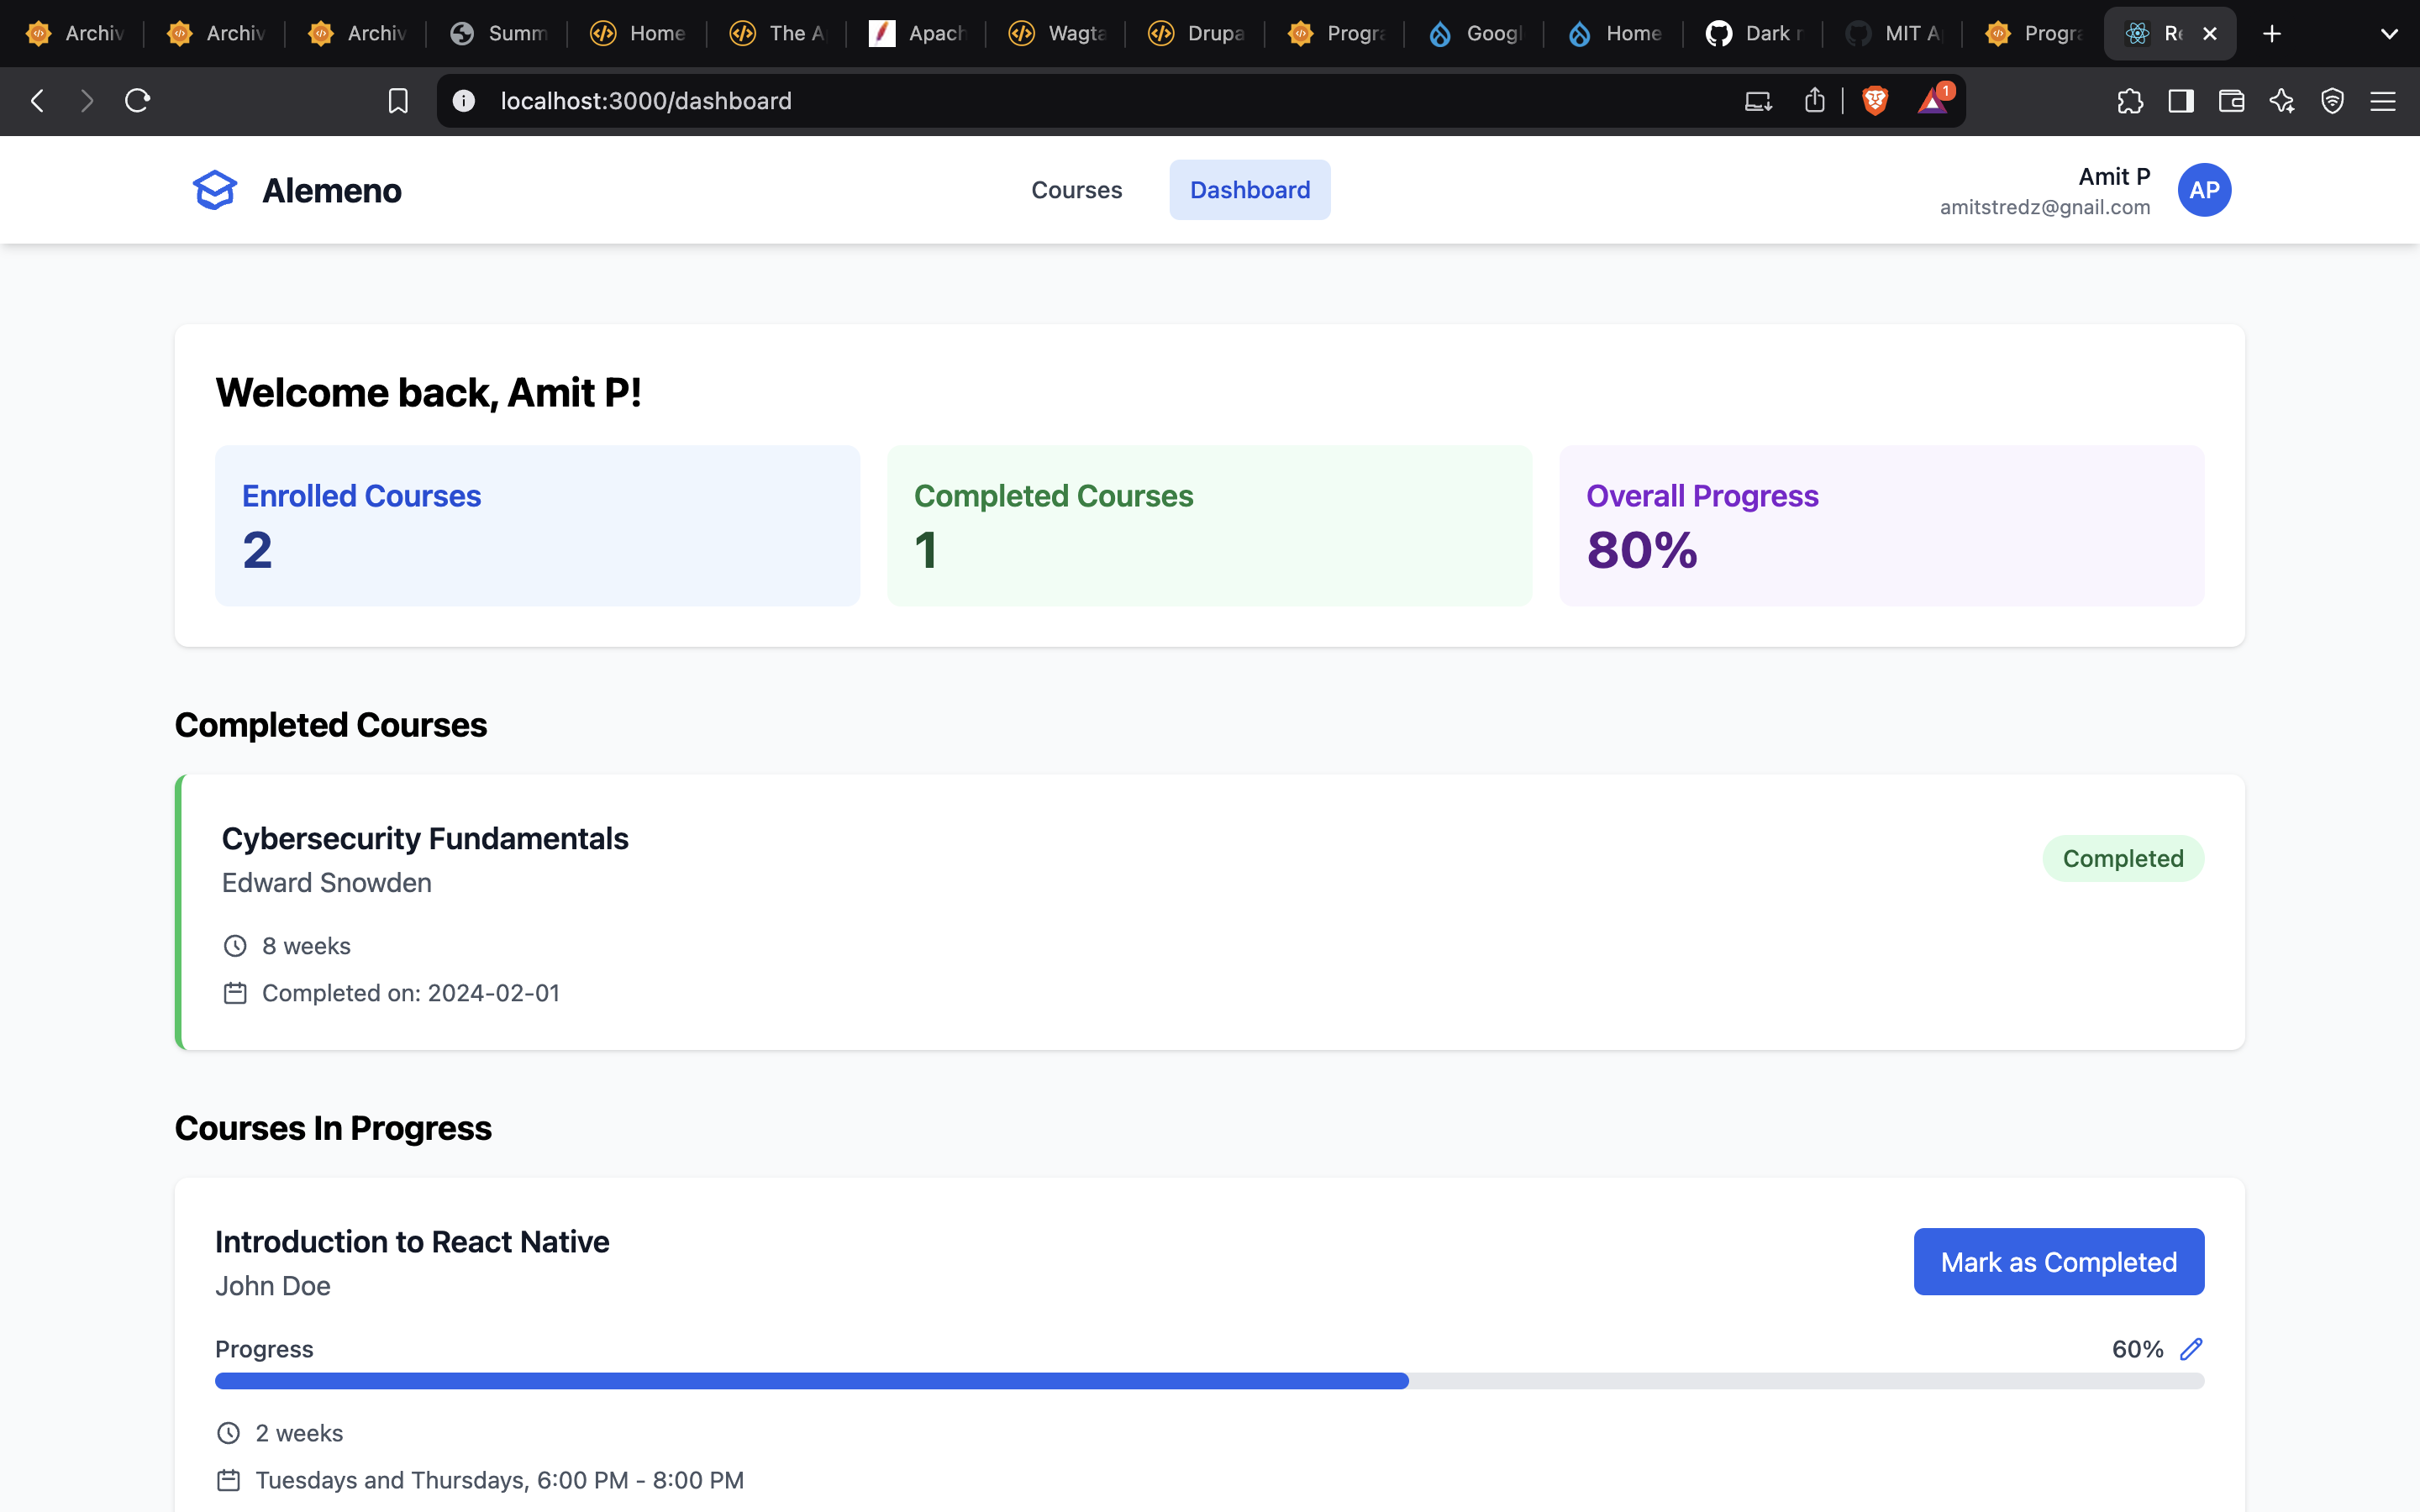 Archiv Archiv Archiv Summ Home The A Apach Wagta Drupa Progra Googl Home Dark r MIT A Progra Re
localhost:3000/dashboard 1
Alemeno Courses Dashboard Amit P AP
amitstredz@gnail.com
Welcome back, Amit P!
Enrolled Courses Completed Courses Overall Progress
2 1 80%
Completed Courses
Cybersecurity Fundamentals
Edward Snowden Completed
8 weeks
Completed on: 2024-02-01
Courses In Progress
Introduction to React Native Mark as Completed
John Doe
Progress 60%
2 weeks
Tuesdays and Thursdays, 6:00 PM - 8:00 PM